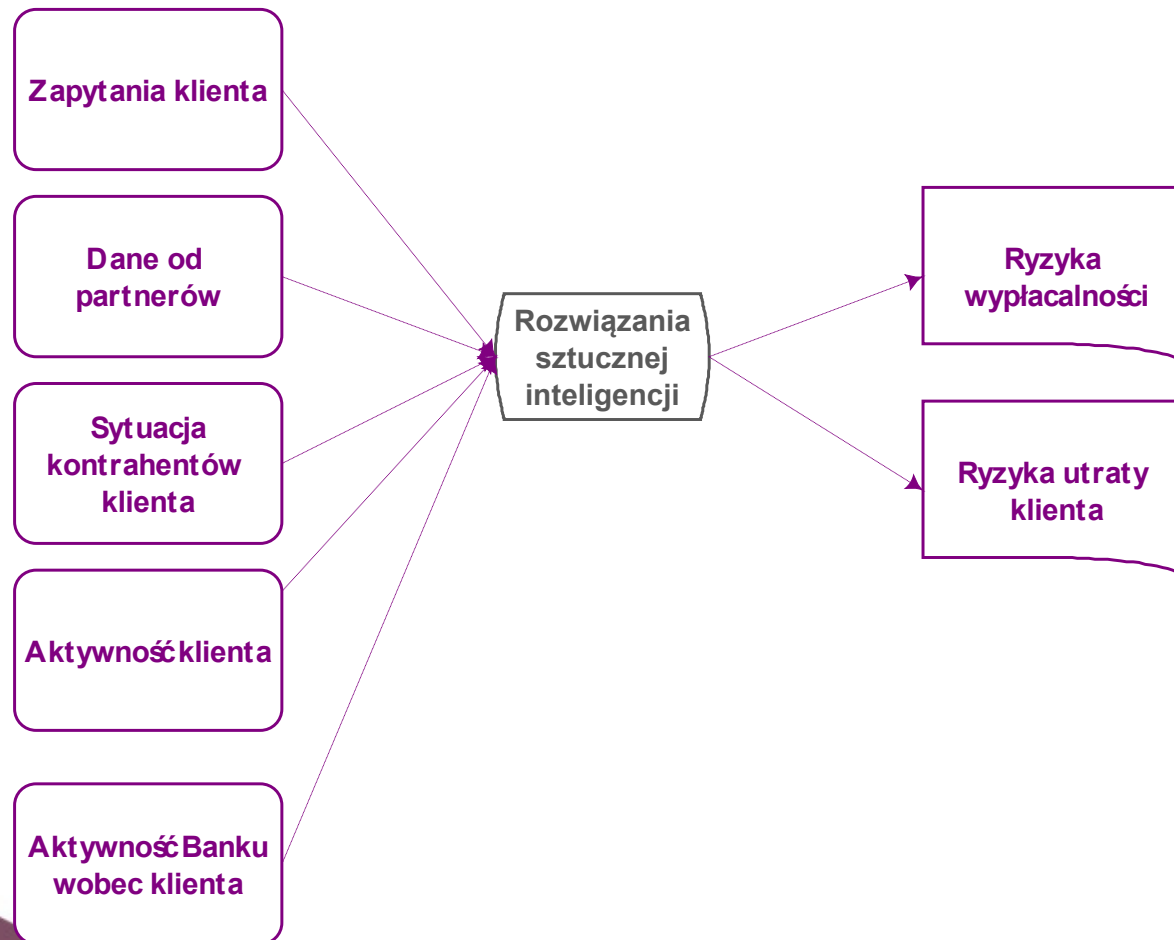 Zapytania klienta
Dane od
partnerów
Sytuacja
kontrahentów
klienta
Aktywność klienta
Aktywność Banku
wobec klienta
Rozwiązania
sztucznej
inteligencji
Ryzyka
wypłacalności
Ryzyka utraty
klienta